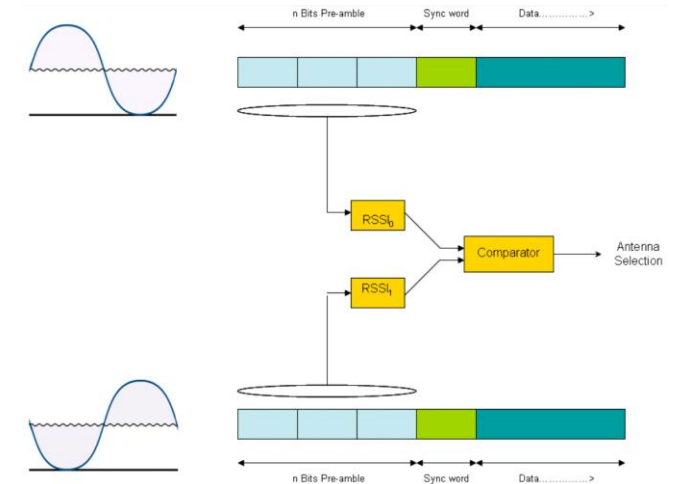 n Bits Pre-amble
Sync word
Data..............>
RSSI₀
Comparator
Antenna
Selection
RSSI₁
n Bits Pre-amble
Sync word
Data..............>